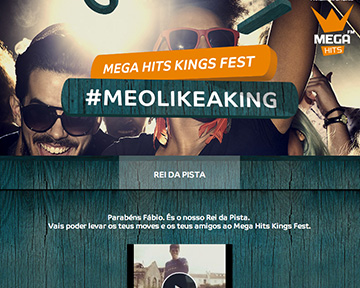 MEGA FM
HITS
MEGA HITS KINGS FEST
#MEOLIKEAKING
REI DA PISTA
Parabéns Fábio. És o nosso Rei da Pista.
Vais poder levar os teus moves e os teus amigos ao Mega Hits Kings Fest.